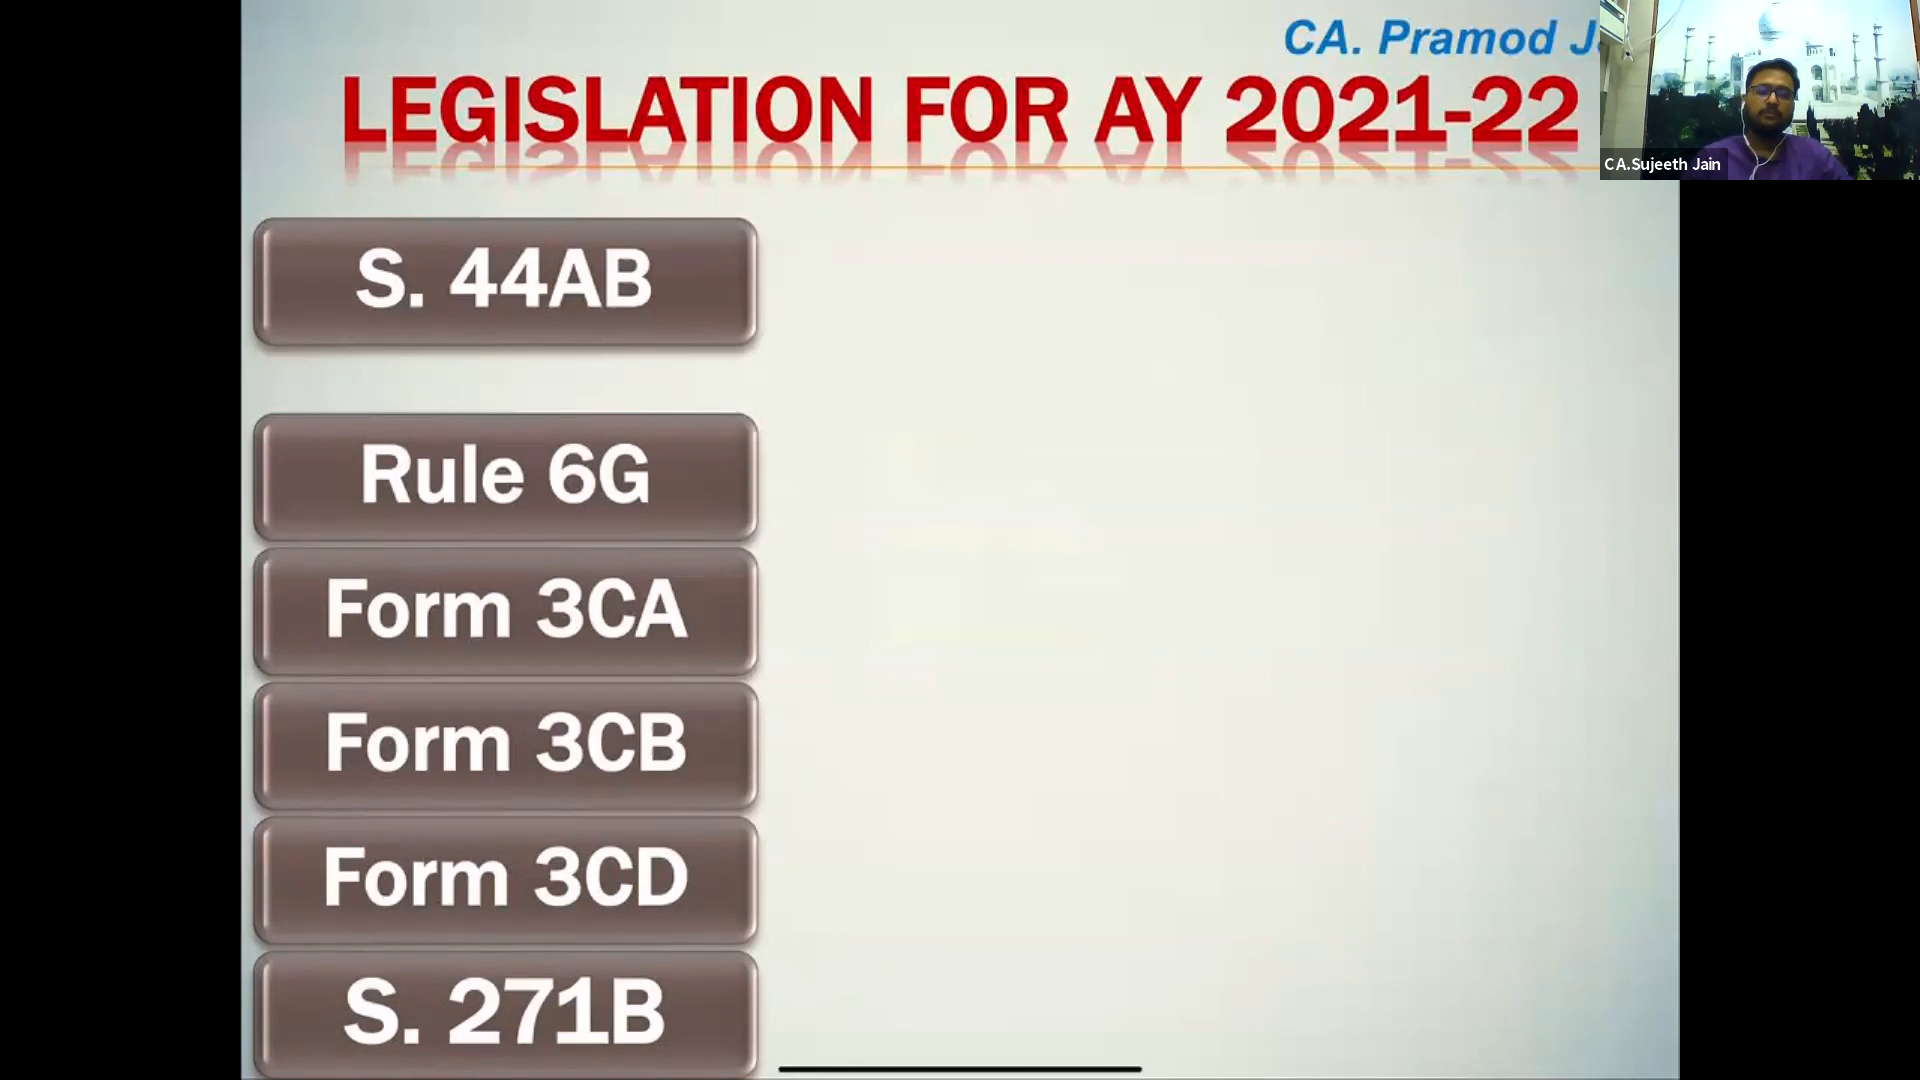 CA. Pramod
LEGISLATION FOR AY 2021-22
CA.Sujeeth Jain
S. 44AB
Rule 6G
Form 3CA
Form 3CB
Form 3CD
S. 271B